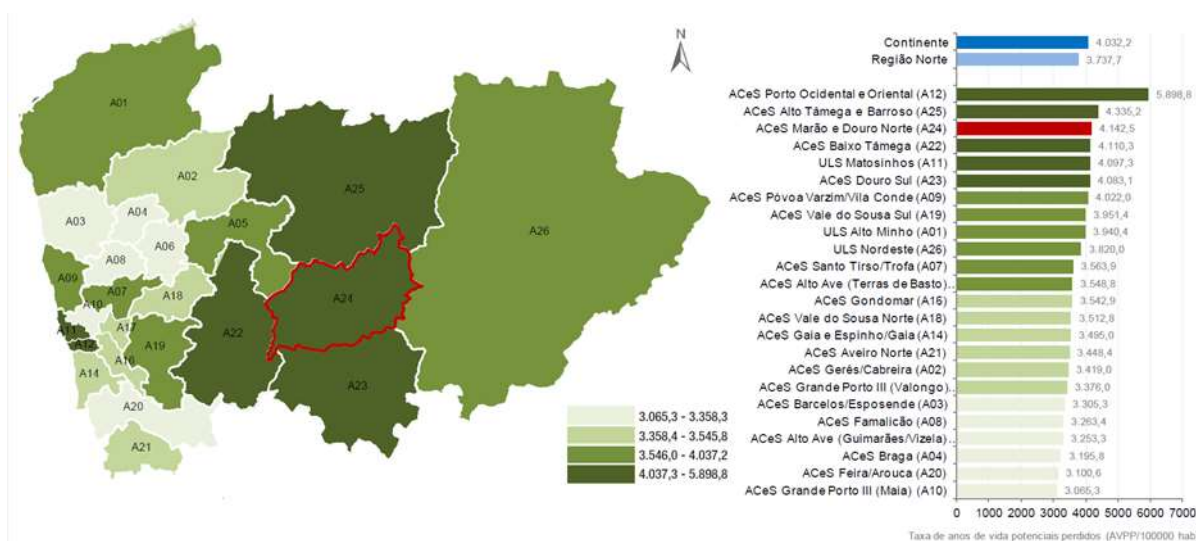 N
A01
A02
A03
A04
A05
A06
A08
A09
A07
A10
A18
A11
A17
A12
A16
A19
A14
A20
A21
A22
A23
A24
A25
A26
3.065,3 - 3.358,3
3.358,4 - 3.545,8
3.546,0 - 4.037,2
4.037,3 - 5.898,8
Continente 4.032,2
Região Norte 3.737,7
ACeS Porto Ocidental e Oriental (A12) 5.898,8
ACeS Alto Tâmega e Barroso (A25) 4.335,2
ACeS Marão e Douro Norte (A24) 4.142,5
ACeS Baixo Tâmega (A22) 4.110,3
ULS Matosinhos (A11) 4.097,3
ACeS Douro Sul (A23) 4.083,1
ACeS Póvoa Varzim/Vila Conde (A09) 4.022,0
ACeS Vale do Sousa Sul (A19) 3.951,4
ULS Alto Minho (A01) 3.940,4
ULS Nordeste (A26) 3.820,0
ACeS Santo Tirso/Trofa (A07) 3.563,9
ACeS Alto Ave (Terras de Basto)... 3.548,8
ACeS Gondomar (A16) 3.542,9
ACeS Vale do Sousa Norte (A18) 3.512,8
ACeS Gaia e Espinho/Gaia (A14) 3.495,0
ACeS Aveiro Norte (A21) 3.448,4
ACeS Gerês/Cabreira (A02) 3.419,0
ACeS Grande Porto III (Valongo)... 3.376,0
ACeS Barcelos/Esposende (A03) 3.305,3
ACeS Famalicão (A08) 3.263,4
ACeS Alto Ave (Guimarães/Vizela)... 3.253,3
ACeS Braga (A04) 3.195,8
ACeS Feira/Arouca (A20) 3.100,6
ACeS Grande Porto III (Maia) (A10) 3.065,3
0 1000 2000 3000 4000 5000 6000 7000
Taxa de anos de vida potenciais perdidos (AVPP/100000 hab